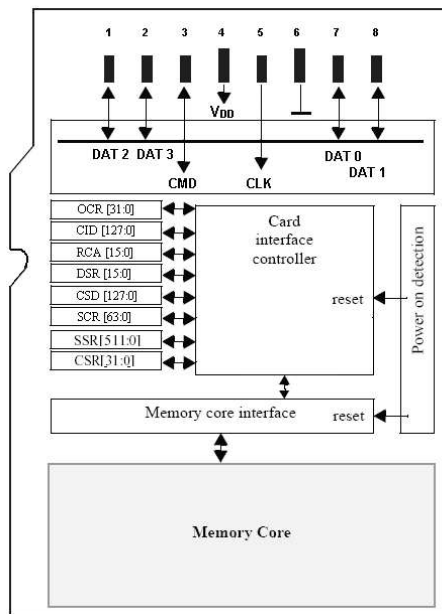 1 2 3 4 5 6 7 8
VDD
DAT 2 DAT 3 DAT 0
DAT 1
CMD CLK
OCR [31:0]
CID [127:0]
RCA [15:0]
DSR [15:0]
CSD [127:0]
SCR [63:0]
SSR[511:0]
CSR[31:0]
Card
interface
controller
reset
Power on detection
Memory core interface reset
Memory Core